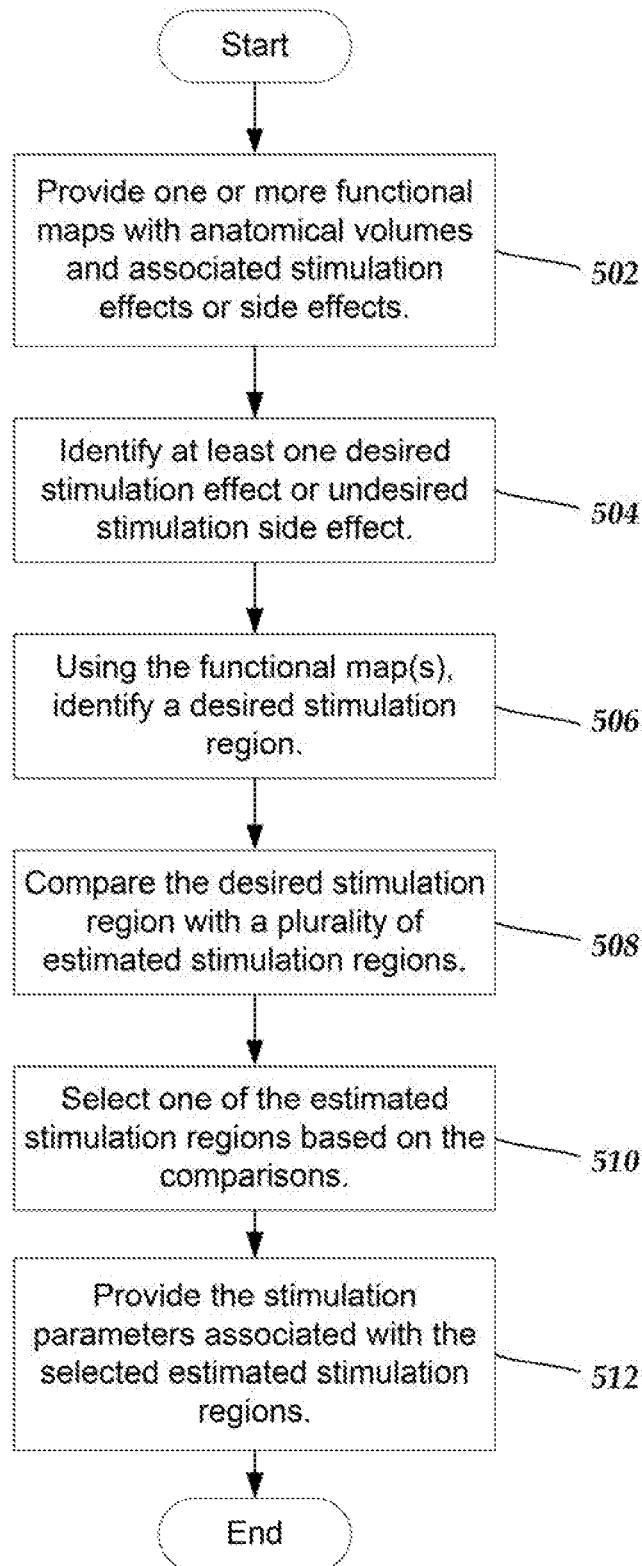 Start
Provide one or more functional
maps with anatomical volumes
and associated stimulation
effects or side effects.
502
Identify at least one desired
stimulation effect or undesired
stimulation side effect.
504
Using the functional map(s),
identify a desired stimulation
region.
506
Compare the desired stimulation
region with a plurality of
estimated stimulation regions.
508
Select one of the estimated
stimulation regions based on the
comparisons.
510
Provide the stimulation
parameters associated with the
selected estimated stimulation
regions.
512
End